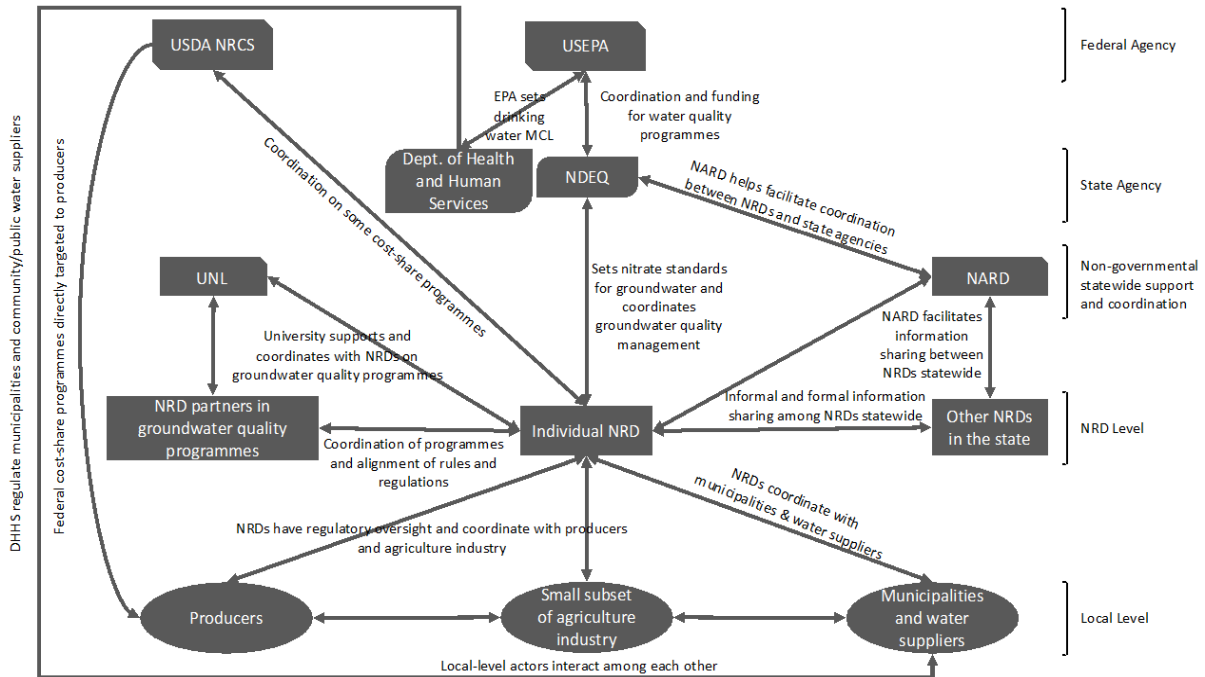 USDA NRCS
USEPA
Federal Agency
EPA sets
drinking
water MCL
Coordination and funding
for water quality
programmes
Dept. of Health
and Human
Services
NDEQ
State Agency
NARD helps facilitate coordination
between NRDs and state agencies
Coordination on some cost-share programmes
DHHS regulate municipalities and community/public water suppliers
Federal cost-share programmes directly targeted to producers
UNL
Sets nitrate standards
for groundwater and
coordinates
groundwater quality
management
NARD
Non-governmental
statewide support
and coordination
University supports and
coordinates with NRDs on
groundwater quality programmes
NARD facilitates
information
sharing between
NRDs statewide
NRD partners in
groundwater quality
programmes
Individual NRD
Informal and formal information
sharing among NRDs statewide
Other NRDs
in the state
NRD Level
Coordination of programmes
and alignment of rules and
regulations
NRDs coordinate with
municipalities & water suppliers
NRDs have regulatory oversight and coordinate with producers
and agriculture industry
Producers
Small subset
of agriculture
industry
Municipalities
and water
suppliers
Local Level
Local-level actors interact among each other